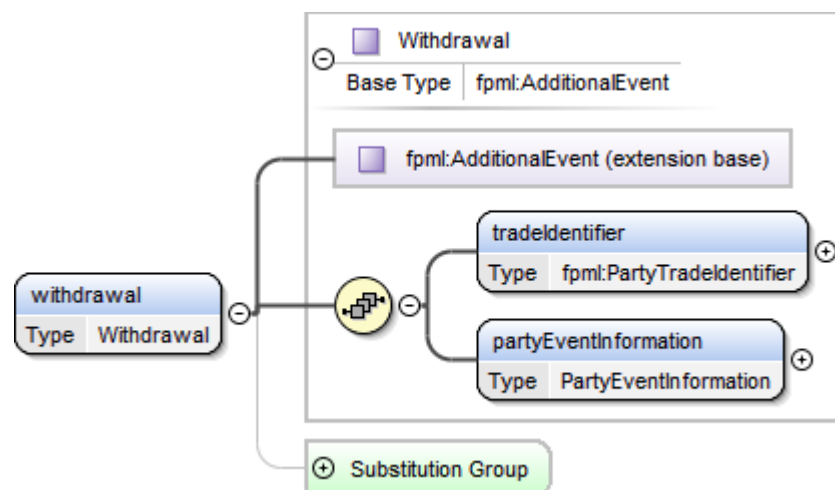 Withdrawal
Base Type fpml:AdditionalEvent
fpml:AdditionalEvent (extension base)
tradeIdentifier
Type fpml:PartyTradeIdentifier
withdrawal
Type Withdrawal
partyEventInformation
Type PartyEventInformation
Substitution Group